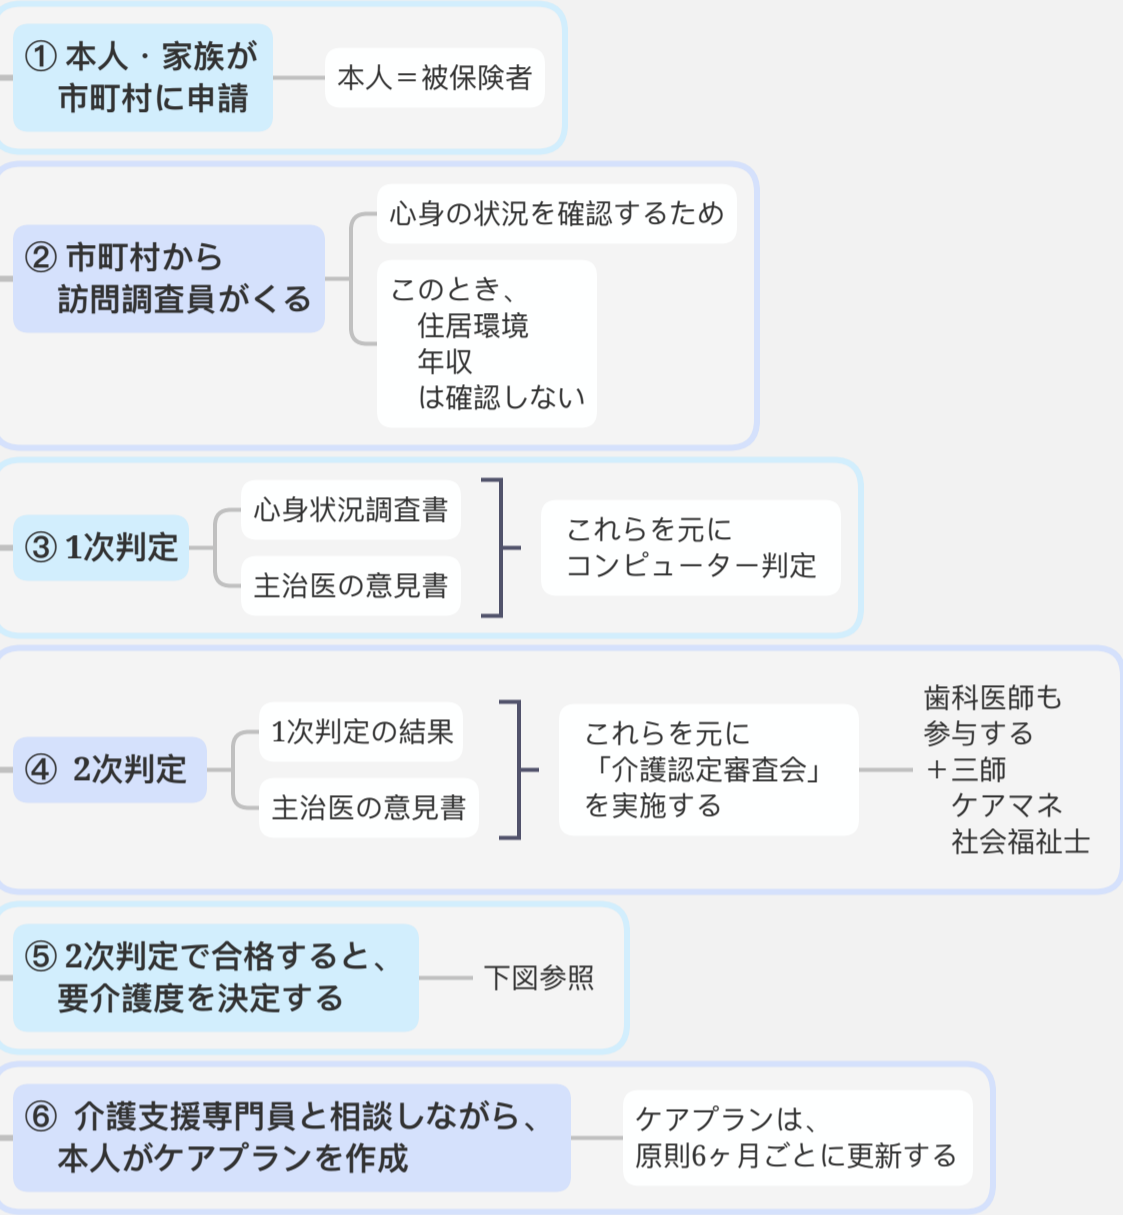 ① 本人・家族が
市町村に申請
本人＝被保険者
② 市町村から
訪問調査員がくる
心身の状況を確認するため
このとき、
住居環境
年収
は確認しない
③ 1次判定
心身状況調査書
主治医の意見書
これらを元に
コンピューター判定
④ 2次判定
1次判定の結果
主治医の意見書
これらを元に
「介護認定審査会」
を実施する
歯科医師も
参与する
＋三師
ケアマネ
社会福祉士
⑤ 2次判定で合格すると、
要介護度を決定する
下図参照
⑥ 介護支援専門員と相談しながら、
本人がケアプランを作成
ケアプランは、
原則6ヶ月ごとに更新する